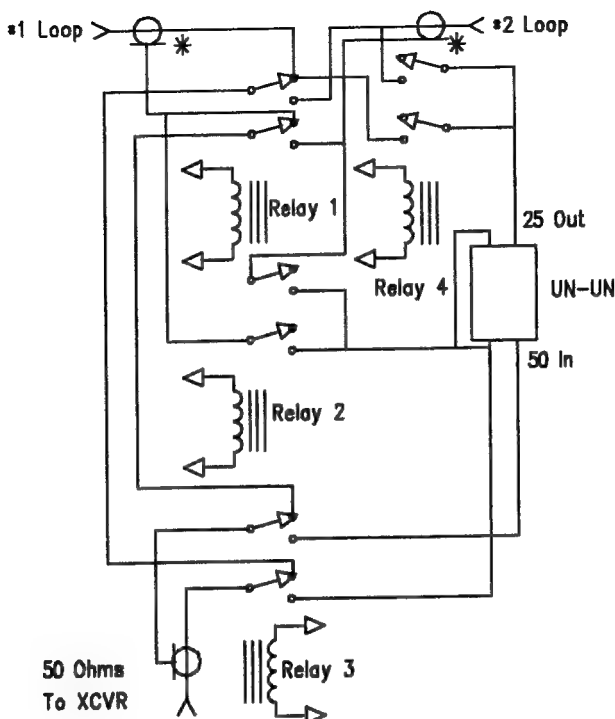 *1 Loop
*2 Loop
*
*
Relay 1
25 Out
Relay 4
UN-UN
50 In
Relay 2
50 Ohms
To XCVR
Relay 3